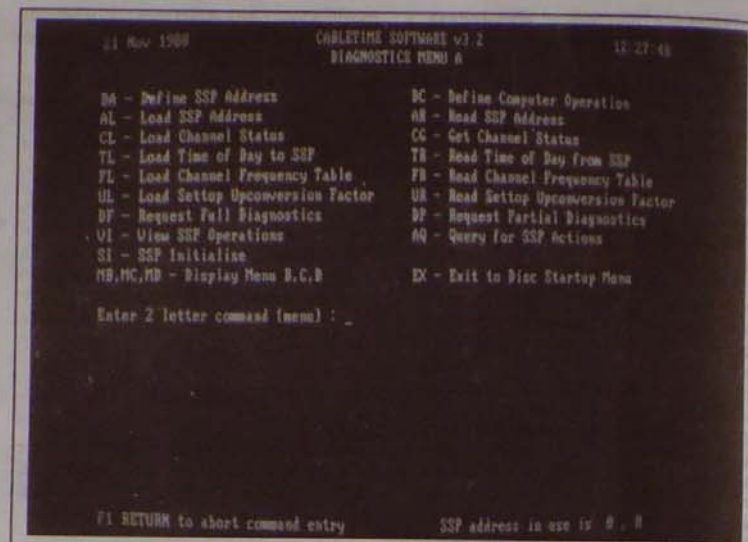 21 Nov 1988 CABLETIME SOFTWARE v3.2 12:27:48
DIAGNOSTICS MENU A
DA - Define SSP Address DC - Define Computer Operation
AL - Load SSP Address AR - Read SSP Address
CL - Load Channel Status CG - Get Channel Status
TL - Load Time of Day to SSP TR - Read Time of Day from SSP
FL - Load Channel Frequency Table FR - Read Channel Frequency Table
UL - Load Settop Upconversion Factor UR - Read Settop Upconversion Factor
DF - Request Full Diagnostics DP - Request Partial Diagnostics
VI - View SSP Operations AQ - Query for SSP Actions
SI - SSP Initialise
MB,MC,MD - Display Menu B,C,D EX - Exit to Disc Startup Menu
Enter 2 letter command (menu) : _
F1 RETURN to abort command entry SSP address in use is 0 , 0